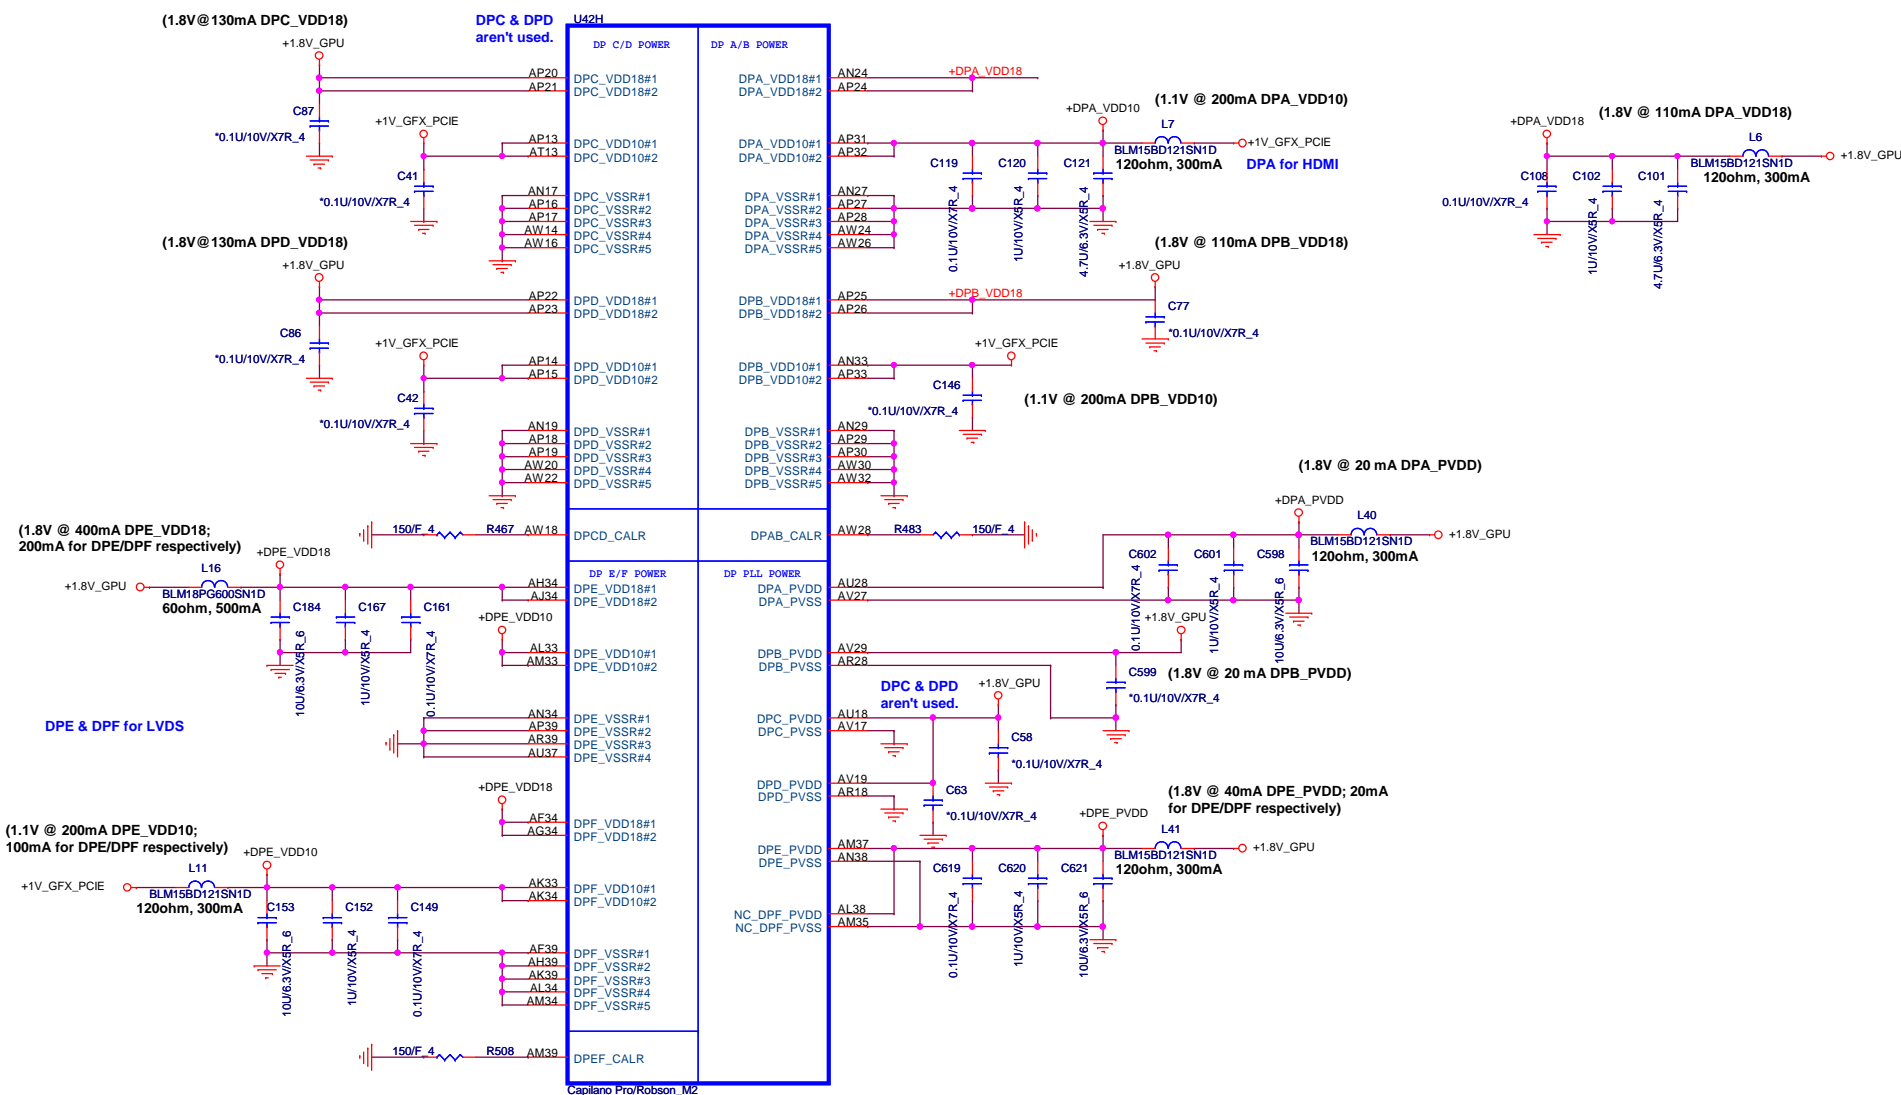 (1.8V@130mA DPC_VDD18)
+1.8V_GPU
C87
*0.1U/10V/X7R_4
+1V_GFX_PCIE
C41
*0.1U/10V/X7R_4
(1.8V@130mA DPD_VDD18)
+1.8V_GPU
C86
*0.1U/10V/X7R_4
+1V_GFX_PCIE
C42
*0.1U/10V/X7R_4
DPC & DPD
aren't used.
U42H
DP C/D POWER
AP20 DPC_VDD18#1
AP21 DPC_VDD18#2
AP13 DPC_VDD10#1
AT13 DPC_VDD10#2
AN17 DPC_VSSR#1
AP16 DPC_VSSR#2
AP17 DPC_VSSR#3
AW14 DPC_VSSR#4
AW16 DPC_VSSR#5
AP22 DPD_VDD18#1
AP23 DPD_VDD18#2
AP14 DPD_VDD10#1
AP15 DPD_VDD10#2
AN19 DPD_VSSR#1
AP18 DPD_VSSR#2
AP19 DPD_VSSR#3
AW20 DPD_VSSR#4
AW22 DPD_VSSR#5
150/F_4 R467 AW18 DPCD_CALR
(1.8V @ 400mA DPE_VDD18;
200mA for DPE/DPF respectively)
+DPE_VDD18
+1.8V_GPU
L16
BLM18PG600SN1D
60ohm, 500mA
C184
10U/6.3V/X5R_6
C167
1U/10V/X5R_4
C161
0.1U/10V/X7R_4
+DPE_VDD10
DPE & DPF for LVDS
+DPE_VDD18
DP E/F POWER
AH34 DPE_VDD18#1
AJ34 DPE_VDD18#2
AL33 DPE_VDD10#1
AM33 DPE_VDD10#2
AN34 DPE_VSSR#1
AP39 DPE_VSSR#2
AR39 DPE_VSSR#3
AU37 DPE_VSSR#4
AF34 DPF_VDD18#1
AG34 DPF_VDD18#2
AK33 DPF_VDD10#1
AK34 DPF_VDD10#2
AF39 DPF_VSSR#1
AH39 DPF_VSSR#2
AK39 DPF_VSSR#3
AL34 DPF_VSSR#4
AM34 DPF_VSSR#5
(1.1V @ 200mA DPE_VDD10;
100mA for DPE/DPF respectively)
+DPE_VDD10
+1V_GFX_PCIE
L11
BLM15BD121SN1D
120ohm, 300mA
C153
10U/6.3V/X5R_6
C152
1U/10V/X5R_4
C149
0.1U/10V/X7R_4
150/F_4 R508 AM39 DPEF_CALR
Capilano Pro/Robson_M2
DP A/B POWER
DPA_VDD18#1 AN24
DPA_VDD18#2 AP24
+DPA_VDD18
DPA_VDD10#1 AP31
DPA_VDD10#2 AP32
DPA_VSSR#1 AN27
DPA_VSSR#2 AP27
DPA_VSSR#3 AP28
DPA_VSSR#4 AW24
DPA_VSSR#5 AW26
DPB_VDD18#1 AP25
DPB_VDD18#2 AP26
+DPB_VDD18
DPB_VDD10#1 AN33
DPB_VDD10#2 AP33
DPB_VSSR#1 AN29
DPB_VSSR#2 AP29
DPB_VSSR#3 AP30
DPB_VSSR#4 AW30
DPB_VSSR#5 AW32
DPAB_CALR AW28 R483 150/F_4
+DPA_VDD10
(1.1V @ 200mA DPA_VDD10)
L7
+1V_GFX_PCIE
BLM15BD121SN1D
120ohm, 300mA
DPA for HDMI
C119
0.1U/10V/X7R_4
C120
1U/10V/X5R_4
C121
4.7U/6.3V/X5R_4
(1.8V @ 110mA DPB_VDD18)
+1.8V_GPU
C77
*0.1U/10V/X7R_4
+1V_GFX_PCIE
C146
*0.1U/10V/X7R_4
(1.1V @ 200mA DPB_VDD10)
(1.8V @ 110mA DPA_VDD18)
+DPA_VDD18
L6
+1.8V_GPU
BLM15BD121SN1D
120ohm, 300mA
C108
0.1U/10V/X7R_4
C102
1U/10V/X5R_4
C101
4.7U/6.3V/X5R_4
DP PLL POWER
DPA_PVDD AU28
DPA_PVSS AV27
DPB_PVDD AV29
DPB_PVSS AR28
DPC_PVDD AU18
DPC_PVSS AV17
DPD_PVDD AV19
DPD_PVSS AR18
DPE_PVDD AM37
DPE_PVSS AN38
NC_DPF_PVDD AL38
NC_DPF_PVSS AM35
(1.8V @ 20 mA DPA_PVDD)
+DPA_PVDD
L40
+1.8V_GPU
BLM15BD121SN1D
120ohm, 300mA
C602
0.1U/10V/X7R_4
C601
1U/10V/X5R_4
C598
10U/6.3V/X5R_6
+1.8V_GPU
C599
*0.1U/10V/X7R_4
(1.8V @ 20 mA DPB_PVDD)
DPC & DPD
aren't used.
+1.8V_GPU
C58
*0.1U/10V/X7R_4
C63
*0.1U/10V/X7R_4
(1.8V @ 40mA DPE_PVDD; 20mA
for DPE/DPF respectively)
+DPE_PVDD
L41
+1.8V_GPU
BLM15BD121SN1D
120ohm, 300mA
C619
0.1U/10V/X7R_4
C620
1U/10V/X5R_4
C621
10U/6.3V/X5R_6